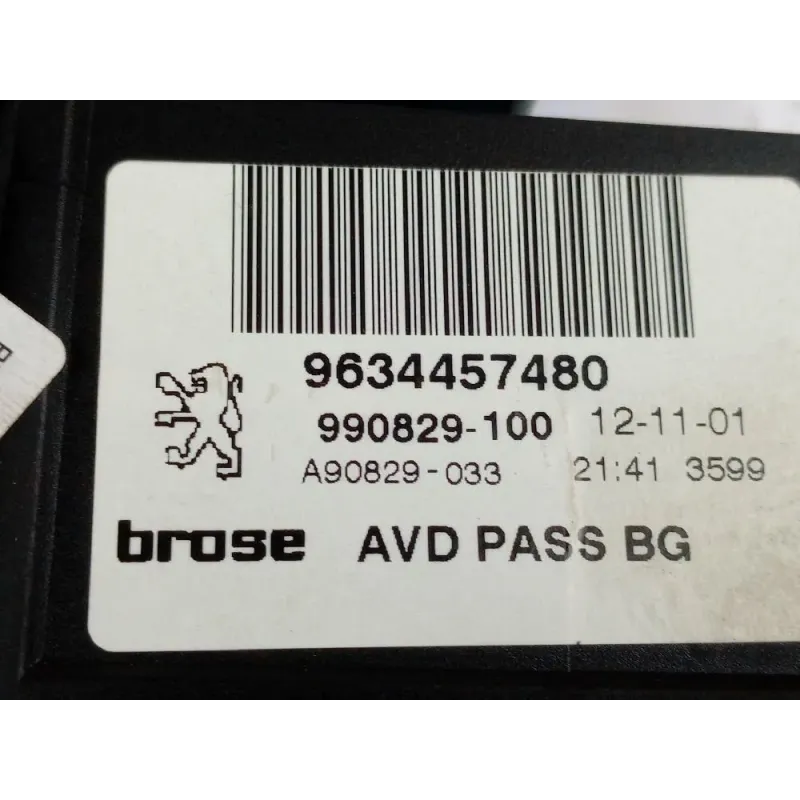 9634457480
990829-100 12-11-01
A90829-033 21:41 3599
brose AVD PASS BG